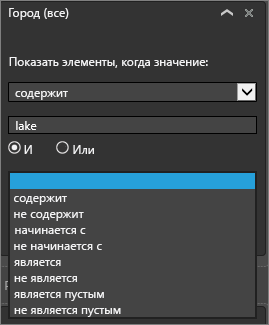 Город (все)
Показать элементы, когда значение:
содержит
lake
И Или
содержит
не содержит
начинается с
не начинается с
является
не является
является пустым
не является пустым